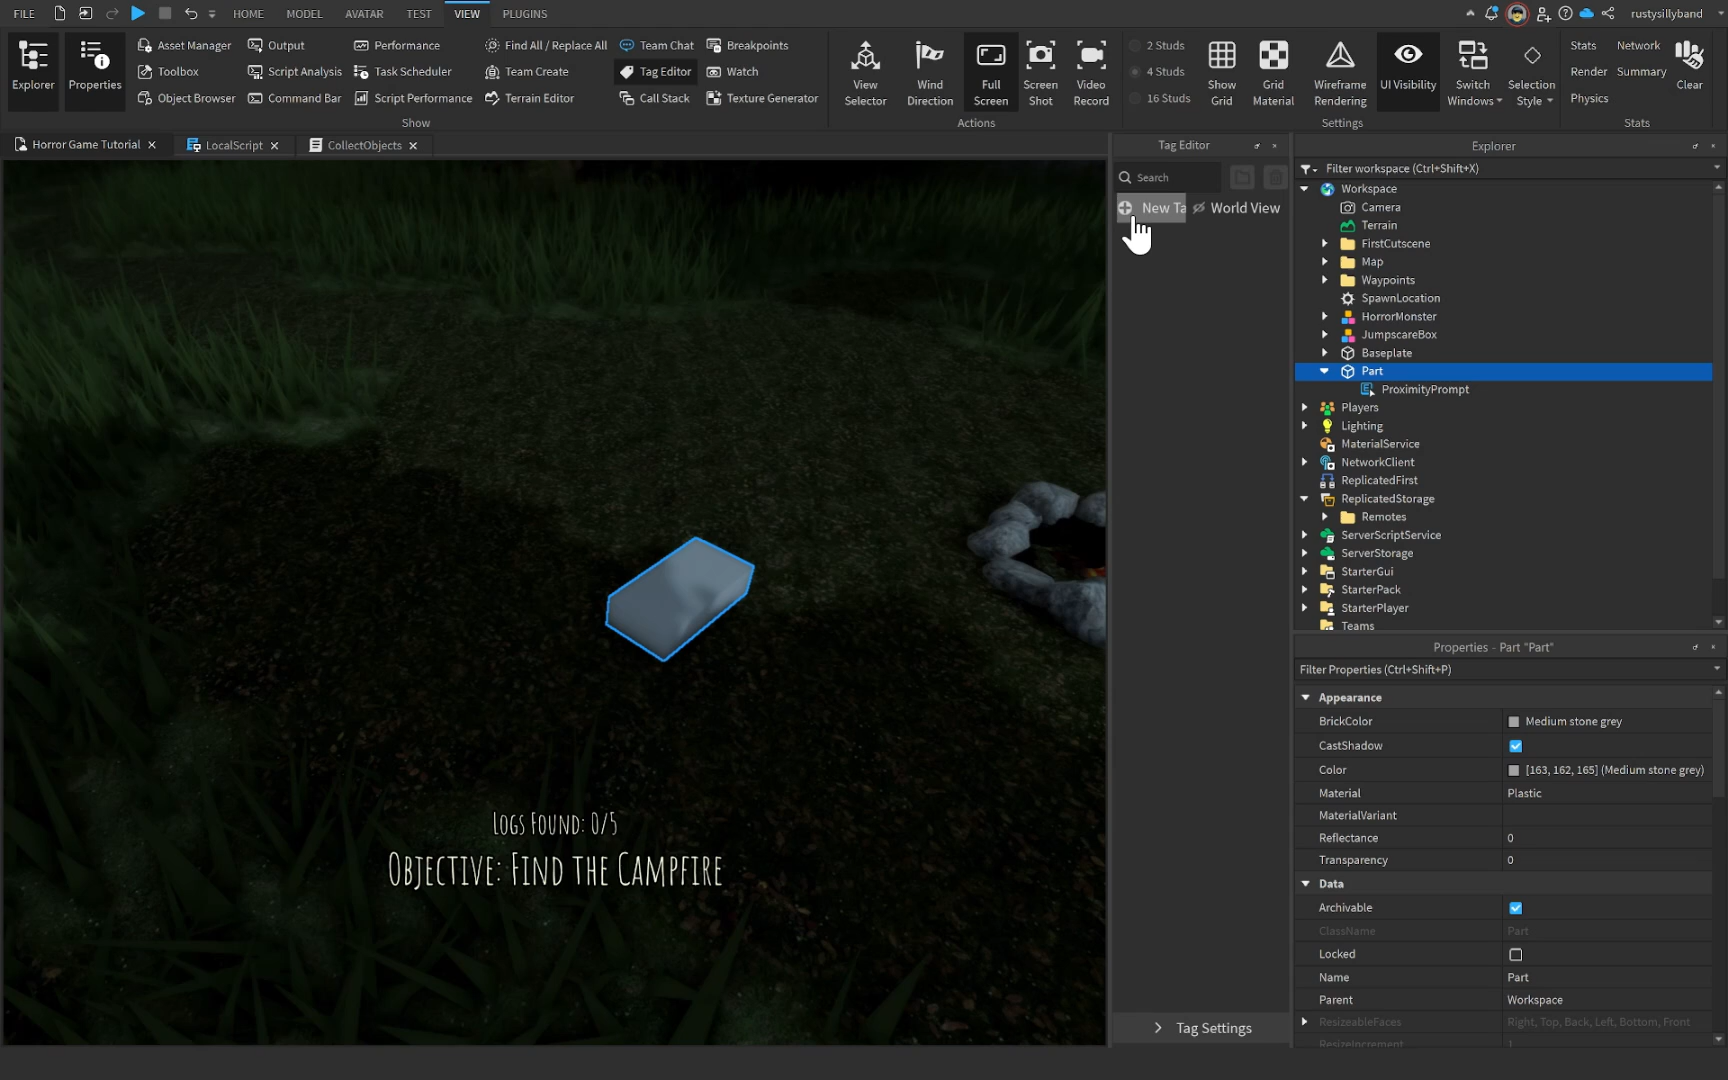 FILE HOME MODEL AVATAR TEST VIEW PLUGINS rustysillyband
Explorer
Properties
Asset Manager
Toolbox
Object Browser
Output
Script Analysis
Command Bar
Performance
Task Scheduler
Script Performance
Find All / Replace All
Team Create
Terrain Editor
Team Chat
Tag Editor
Call Stack
Breakpoints
Watch
Texture Generator
Show
View
Selector
Wind
Direction
Full
Screen
Screen
Shot
Video
Record
Actions
2 Studs
4 Studs
16 Studs
Show
Grid
Grid
Material
Wireframe
Rendering
UI Visibility
Switch
Windows
Selection
Style
Settings
Stats Network
Render Summary
Physics
Clear
Stats
Horror Game Tutorial
LocalScript
CollectObjects
Logs Found: 0/5
Objective: Find the Campfire
Tag Editor
Search
New Ta World View
Tag Settings
Explorer
Filter workspace (Ctrl+Shift+X)
Workspace
Camera
Terrain
FirstCutscene
Map
Waypoints
SpawnLocation
HorrorMonster
JumpscareBox
Baseplate
Part
ProximityPrompt
Players
Lighting
MaterialService
NetworkClient
ReplicatedFirst
ReplicatedStorage
Remotes
ServerScriptService
ServerStorage
StarterGui
StarterPack
StarterPlayer
Teams
Properties - Part "Part"
Filter Properties (Ctrl+Shift+P)
Appearance
BrickColor Medium stone grey
CastShadow
Color [163, 162, 165] (Medium stone grey)
Material Plastic
MaterialVariant
Reflectance 0
Transparency 0
Data
Archivable
ClassName Part
Locked
Name Part
Parent Workspace
ResizeableFaces Right, Top, Back, Left, Bottom, Front
ResizeIncrement 1